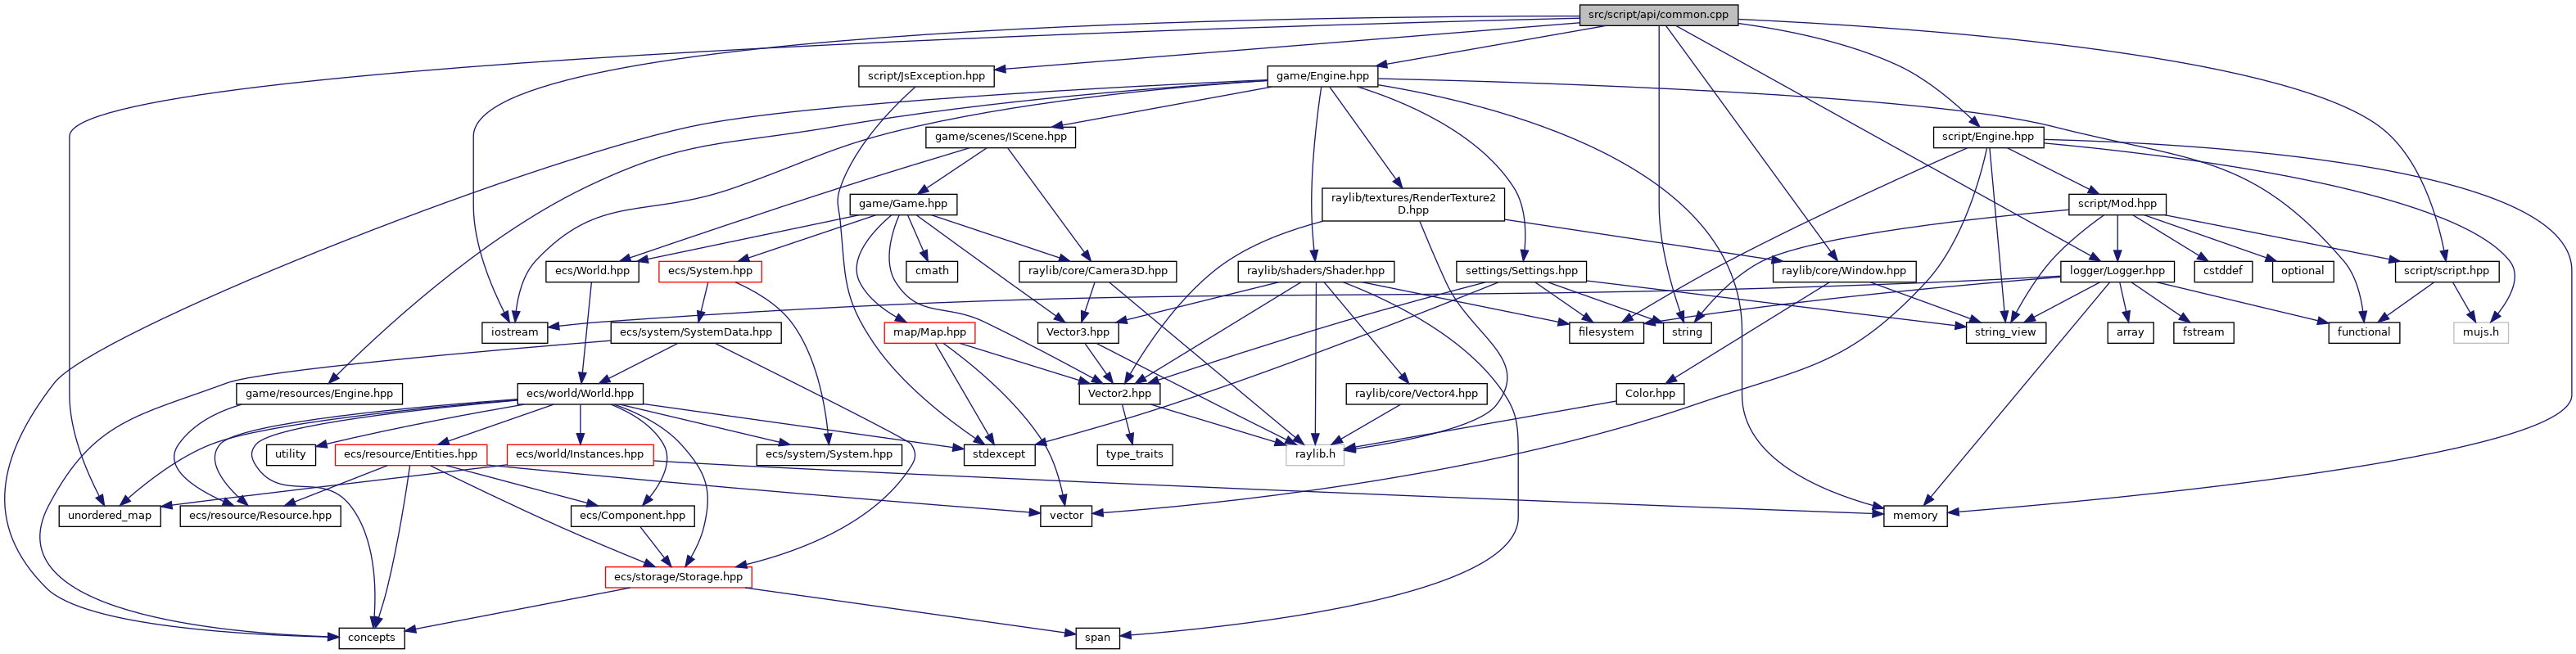 src/script/api/common.cpp
script/JsException.hpp
game/Engine.hpp
game/scenes/IScene.hpp
script/Engine.hpp
game/Game.hpp
raylib/textures/RenderTexture2
D.hpp
script/Mod.hpp
ecs/World.hpp
ecs/System.hpp
cmath
raylib/core/Camera3D.hpp
raylib/shaders/Shader.hpp
settings/Settings.hpp
raylib/core/Window.hpp
logger/Logger.hpp
cstddef
optional
script/script.hpp
iostream
ecs/system/SystemData.hpp
map/Map.hpp
Vector3.hpp
filesystem
string
string_view
array
fstream
functional
mujs.h
game/resources/Engine.hpp
ecs/world/World.hpp
Vector2.hpp
raylib/core/Vector4.hpp
Color.hpp
utility
ecs/resource/Entities.hpp
ecs/world/Instances.hpp
ecs/system/System.hpp
stdexcept
type_traits
raylib.h
unordered_map
ecs/resource/Resource.hpp
ecs/Component.hpp
vector
memory
ecs/storage/Storage.hpp
concepts
span